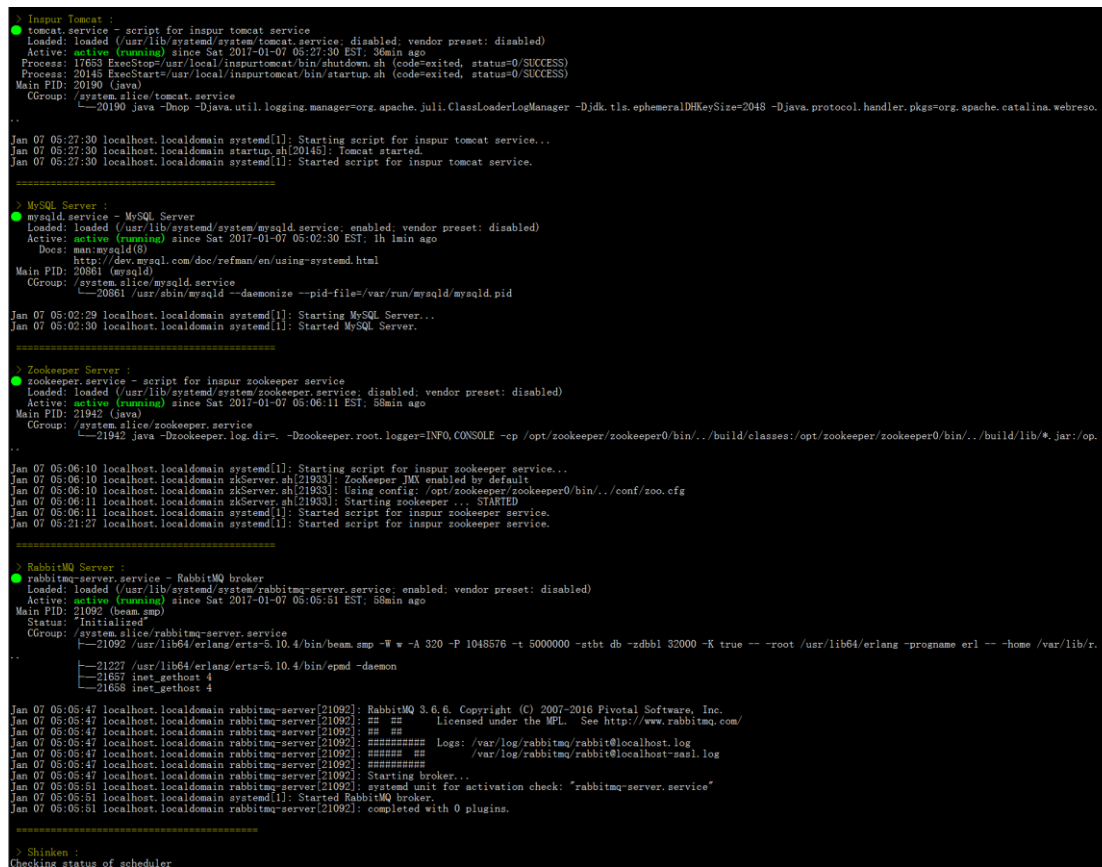 > Inspur Tomcat :
● tomcat.service - script for inspur tomcat service
Loaded: loaded (/usr/lib/systemd/system/tomcat.service; disabled; vendor preset: disabled)
Active: active (running) since Sat 2017-01-07 05:27:30 EST; 36min ago
Process: 17653 ExecStop=/usr/local/inspurtomcat/bin/shutdown.sh (code=exited, status=0/SUCCESS)
Process: 20145 ExecStart=/usr/local/inspurtomcat/bin/startup.sh (code=exited, status=0/SUCCESS)
Main PID: 20190 (java)
CGroup: /system.slice/tomcat.service
└─20190 java -Dnop -Djava.util.logging.manager=org.apache.juli.ClassLoaderLogManager -Djdk.tls.ephemeralDHKeySize=2048 -Djava.protocol.handler.pkgs=org.apache.catalina.webreso.
..
Jan 07 05:27:30 localhost.localdomain systemd[1]: Starting script for inspur tomcat service...
Jan 07 05:27:30 localhost.localdomain startup.sh[20145]: Tomcat started.
Jan 07 05:27:30 localhost.localdomain systemd[1]: Started script for inspur tomcat service.
=============================================
> MySQL Server :
● mysqld.service - MySQL Server
Loaded: loaded (/usr/lib/systemd/system/mysqld.service; enabled; vendor preset: disabled)
Active: active (running) since Sat 2017-01-07 05:02:30 EST; 1h 1min ago
Docs: man:mysqld(8)
http://dev.mysql.com/doc/refman/en/using-systemd.html
Main PID: 20861 (mysqld)
CGroup: /system.slice/mysqld.service
└─20861 /usr/sbin/mysqld --daemonize --pid-file=/var/run/mysqld/mysqld.pid
Jan 07 05:02:29 localhost.localdomain systemd[1]: Starting MySQL Server...
Jan 07 05:02:30 localhost.localdomain systemd[1]: Started MySQL Server.
=============================================
> Zookeeper Server :
● zookeeper.service - script for inspur zookeeper service
Loaded: loaded (/usr/lib/systemd/system/zookeeper.service; disabled; vendor preset: disabled)
Active: active (running) since Sat 2017-01-07 05:06:11 EST; 58min ago
Main PID: 21942 (java)
CGroup: /system.slice/zookeeper.service
└─21942 java -Dzookeeper.log.dir=. -Dzookeeper.root.logger=INFO,CONSOLE -cp /opt/zookeeper/zookeeper0/bin/../build/classes:/opt/zookeeper/zookeeper0/bin/../build/lib/*.jar:/op.
..
Jan 07 05:06:10 localhost.localdomain systemd[1]: Starting script for inspur zookeeper service...
Jan 07 05:06:10 localhost.localdomain zkServer.sh[21933]: ZooKeeper JMX enabled by default
Jan 07 05:06:10 localhost.localdomain zkServer.sh[21933]: Using config: /opt/zookeeper/zookeeper0/bin/../conf/zoo.cfg
Jan 07 05:06:11 localhost.localdomain zkServer.sh[21933]: Starting zookeeper ... STARTED
Jan 07 05:06:11 localhost.localdomain systemd[1]: Started script for inspur zookeeper service.
Jan 07 05:21:27 localhost.localdomain systemd[1]: Started script for inspur zookeeper service.
=============================================
> RabbitMQ Server :
● rabbitmq-server.service - RabbitMQ broker
Loaded: loaded (/usr/lib/systemd/system/rabbitmq-server.service; enabled; vendor preset: disabled)
Active: active (running) since Sat 2017-01-07 05:05:51 EST; 58min ago
Main PID: 21092 (beam.smp)
Status: "Initialized"
CGroup: /system.slice/rabbitmq-server.service
├─21092 /usr/lib64/erlang/erts-5.10.4/bin/beam.smp -W w -A 320 -P 1048576 -t 5000000 -stbt db -zdbbl 32000 -K true -- -root /usr/lib64/erlang -progname erl -- -home /var/lib/r.
..
├─21227 /usr/lib64/erlang/erts-5.10.4/bin/epmd -daemon
├─21657 inet_gethost 4
└─21658 inet_gethost 4
Jan 07 05:05:47 localhost.localdomain rabbitmq-server[21092]: RabbitMQ 3.6.6. Copyright (C) 2007-2016 Pivotal Software, Inc.
Jan 07 05:05:47 localhost.localdomain rabbitmq-server[21092]: ##  ##      Licensed under the MPL.  See http://www.rabbitmq.com/
Jan 07 05:05:47 localhost.localdomain rabbitmq-server[21092]: ##  ##
Jan 07 05:05:47 localhost.localdomain rabbitmq-server[21092]: ##########  Logs: /var/log/rabbitmq/rabbit@localhost.log
Jan 07 05:05:47 localhost.localdomain rabbitmq-server[21092]: ######  ##        /var/log/rabbitmq/rabbit@localhost-sasl.log
Jan 07 05:05:47 localhost.localdomain rabbitmq-server[21092]: ##########
Jan 07 05:05:47 localhost.localdomain rabbitmq-server[21092]: Starting broker...
Jan 07 05:05:51 localhost.localdomain rabbitmq-server[21092]: systemd unit for activation check: "rabbitmq-server.service"
Jan 07 05:05:51 localhost.localdomain systemd[1]: Started RabbitMQ broker.
Jan 07 05:05:51 localhost.localdomain rabbitmq-server[21092]: completed with 0 plugins.
==========================================
> Shinken :
Checking status of scheduler